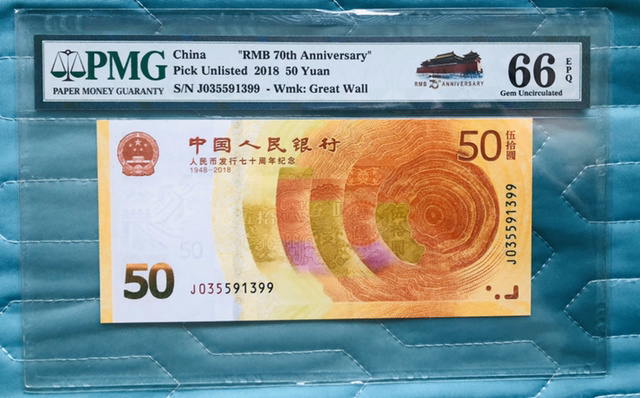 PMG
PAPER MONEY GUARANTY
China "RMB 70th Anniversary"
Pick Unlisted 2018 50 Yuan
S/N J035591399 - Wmk: Great Wall
RMB 70 ANNIVERSARY
66 EPQ
Gem Uncirculated
中国人民银行
人民币发行七十周年纪念
1948-2018
50
伍拾圆
J035591399
50
50
J035591399